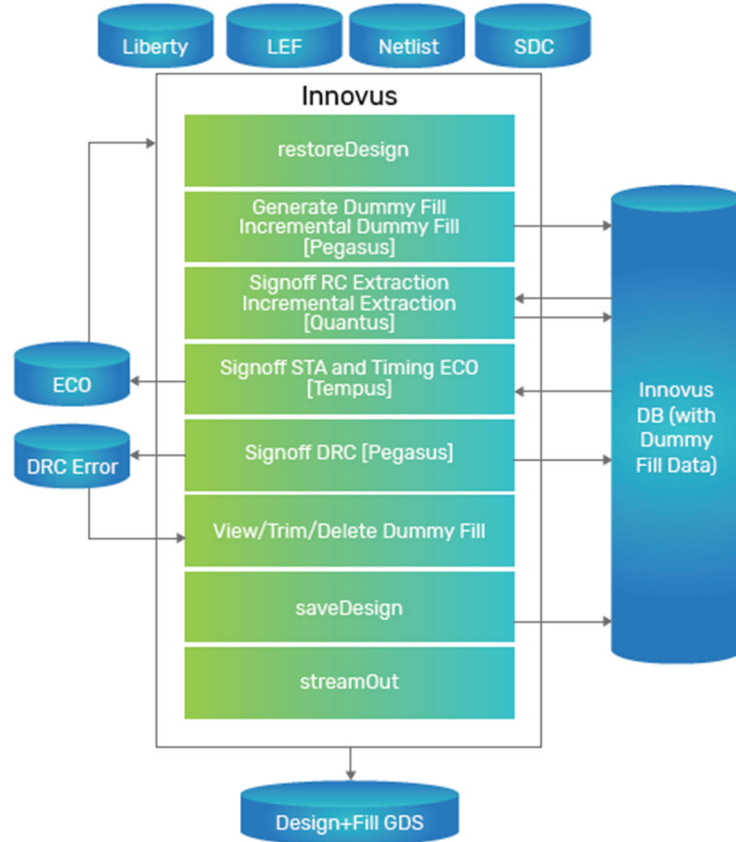 Liberty
LEF
Netlist
SDC
Innovus
restoreDesign
Generate Dummy Fill
Incremental Dummy Fill
[Pegasus]
Signoff RC Extraction
Incremental Extraction
[Quantus]
Signoff STA and Timing ECO
[Tempus]
ECO
Signoff DRC [Pegasus]
DRC Error
View/Trim/Delete Dummy Fill
saveDesign
streamOut
Innovus
DB (with
Dummy
Fill Data)
Design+Fill GDS